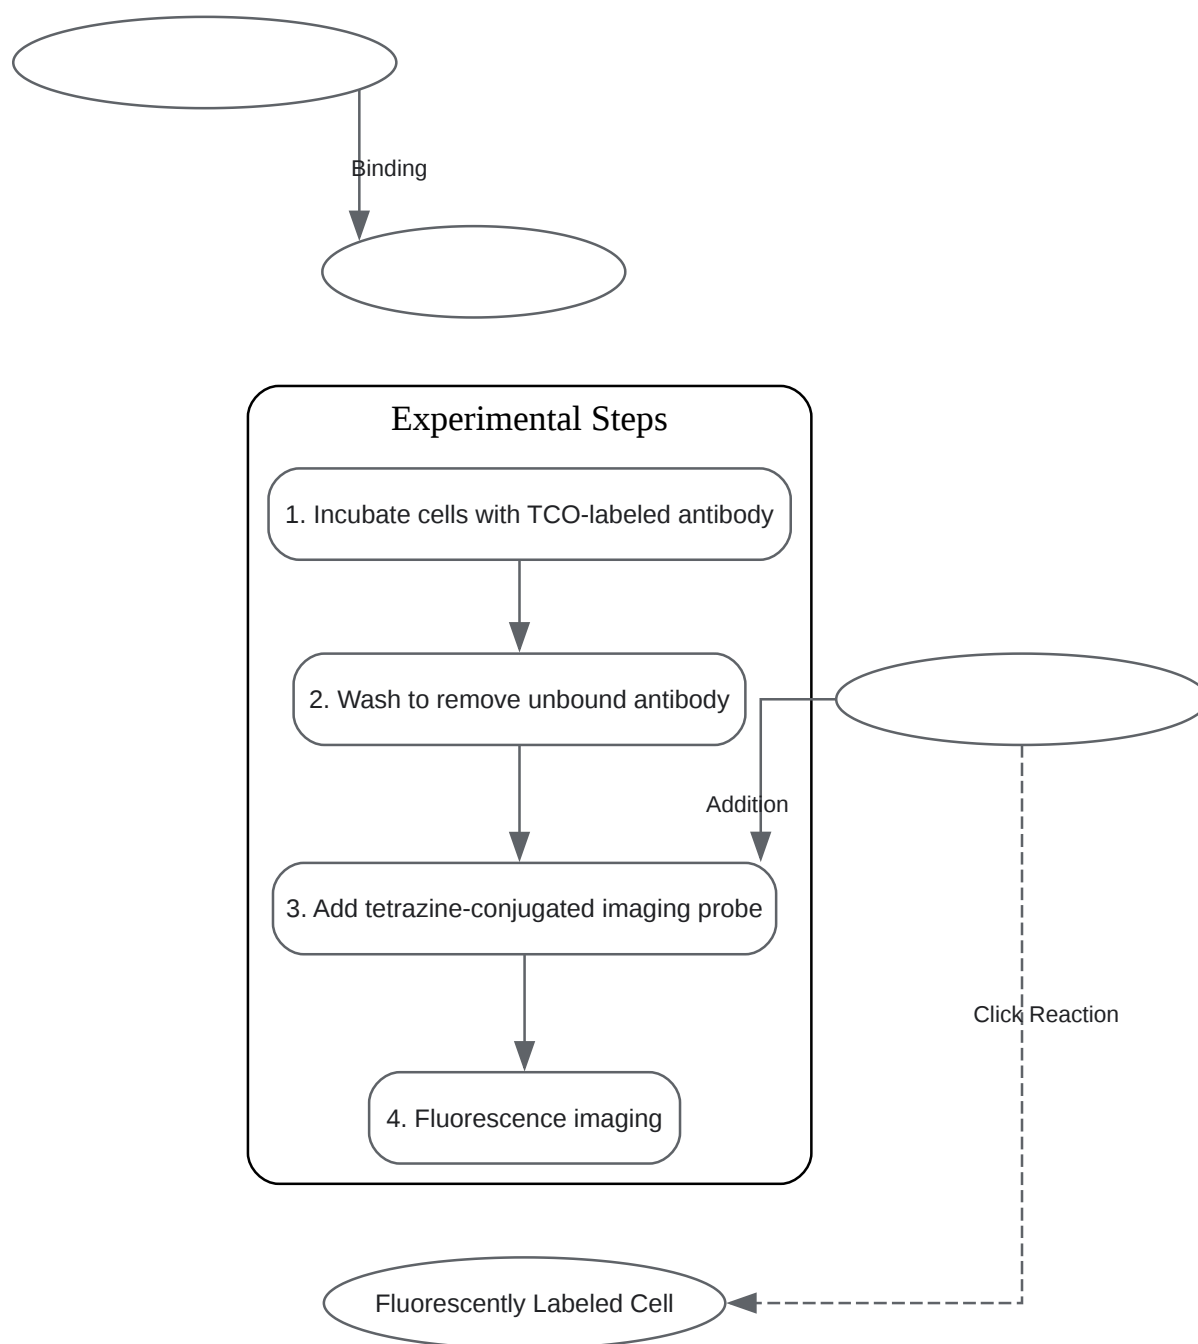 Binding
Experimental Steps
1. Incubate cells with TCO-labeled antibody
2. Wash to remove unbound antibody
Addition
3. Add tetrazine-conjugated imaging probe
Click Reaction
4. Fluorescence imaging
Fluorescently Labeled Cell